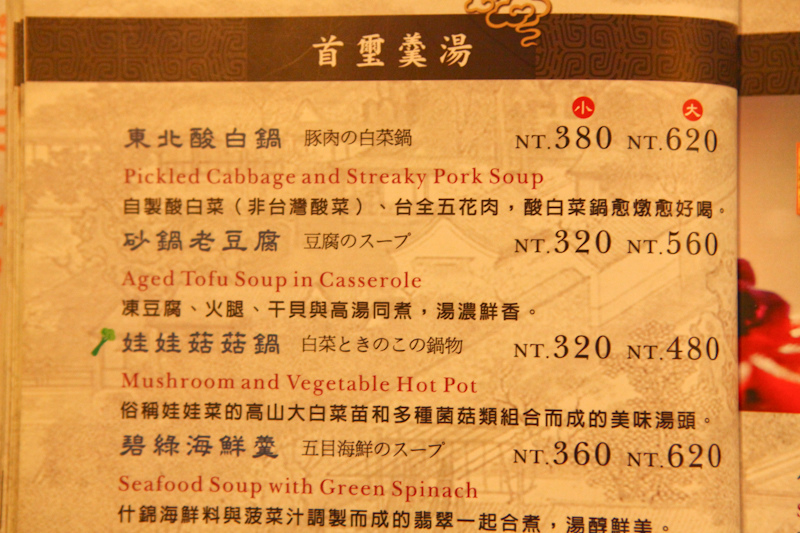 首璽羹湯
小 大
東北酸白鍋 豚肉の白菜鍋 NT.380 NT.620
Pickled Cabbage and Streaky Pork Soup
自製酸白菜（非台灣酸菜）、台全五花肉，酸白菜鍋愈燉愈好喝。
砂鍋老豆腐 豆腐のスープ NT.320 NT.560
Aged Tofu Soup in Casserole
凍豆腐、火腿、干貝與高湯同煮，湯濃鮮香。
娃娃菇菇鍋 白菜ときのこの鍋物 NT.320 NT.480
Mushroom and Vegetable Hot Pot
俗稱娃娃菜的高山大白菜苗和多種菌菇類組合而成的美味湯頭。
碧綠海鮮羹 五目海鮮のスープ NT.360 NT.620
Seafood Soup with Green Spinach
什錦海鮮料與菠菜汁調製而成的翡翠一起合煮，湯醇鮮美。